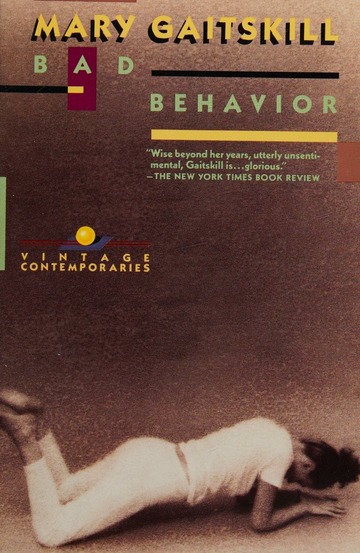 MARY GAITSKILL
BAD
BEHAVIOR
“Wise beyond her years, utterly unsenti-
mental, Gaitskill is...glorious.”
—THE NEW YORK TIMES BOOK REVIEW
VINTAGE
CONTEMPORARIES